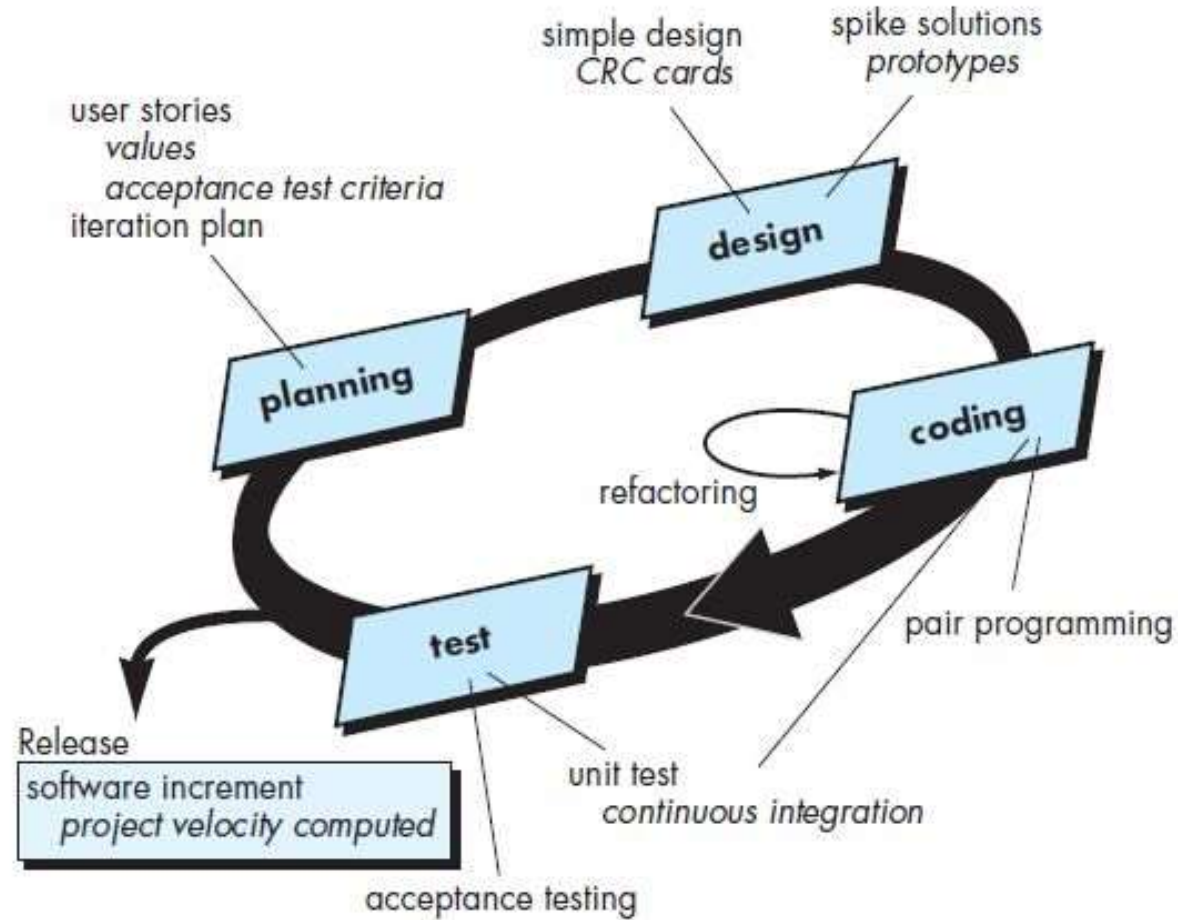 simple design
CRC cards
spike solutions
prototypes
user stories
values
acceptance test criteria
iteration plan
design
planning
coding
refactoring
test
pair programming
Release
software increment
project velocity computed
unit test
continuous integration
acceptance testing